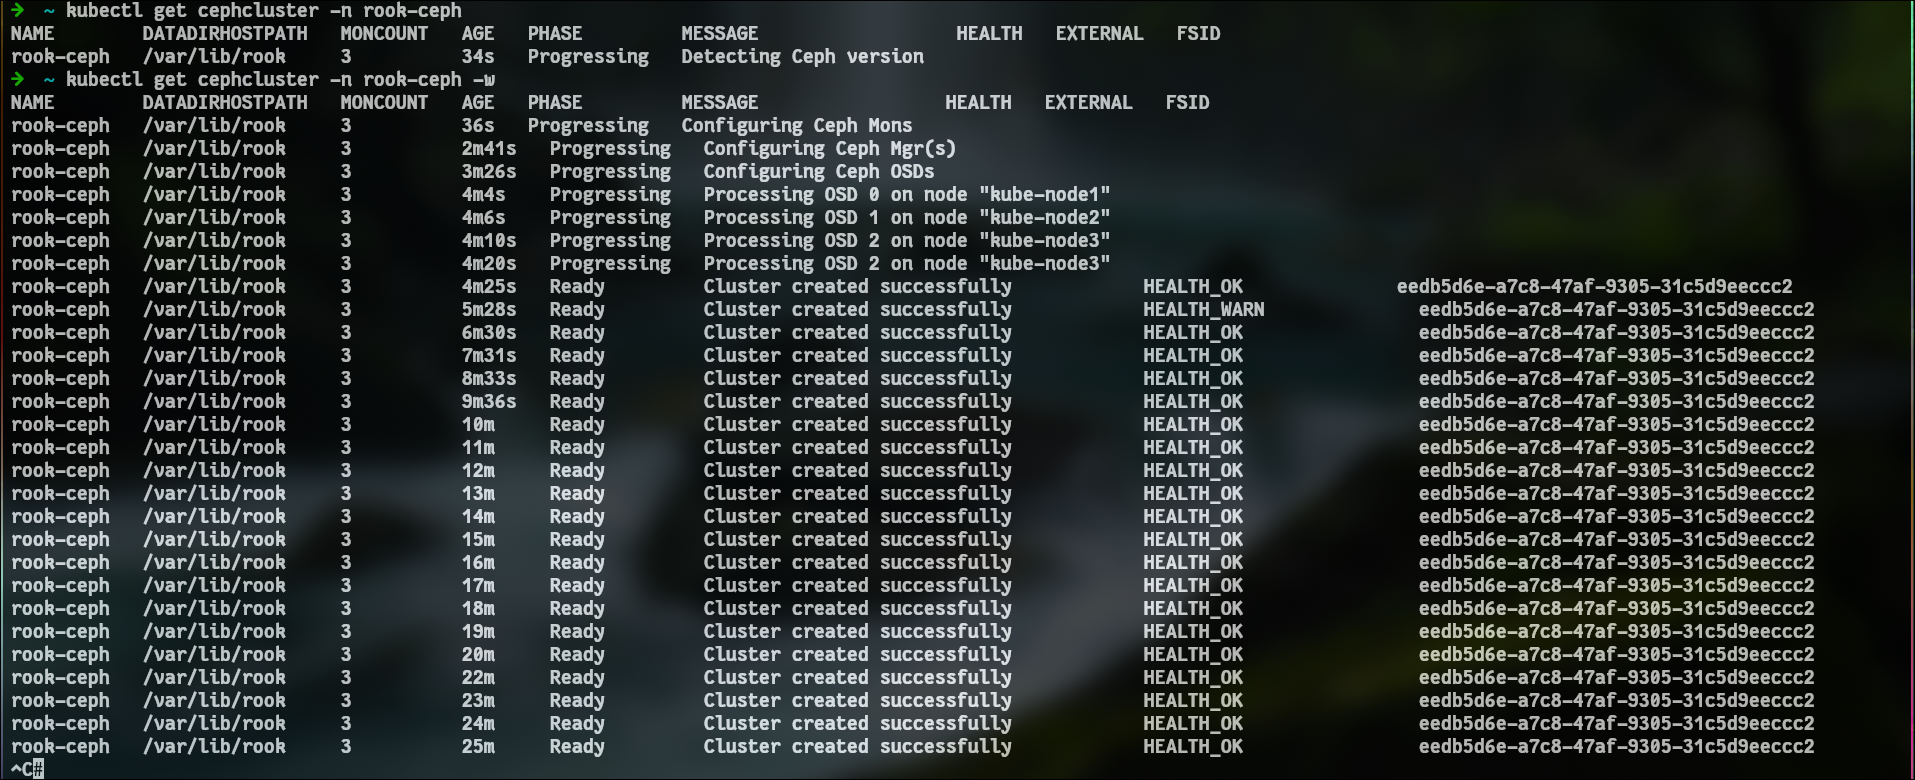 → ~ kubectl get cephcluster -n rook-ceph
NAME DATADIRHOSTPATH MONCOUNT AGE PHASE MESSAGE HEALTH EXTERNAL FSID
rook-ceph /var/lib/rook 3 34s Progressing Detecting Ceph version
→ ~ kubectl get cephcluster -n rook-ceph -w
NAME DATADIRHOSTPATH MONCOUNT AGE PHASE MESSAGE HEALTH EXTERNAL FSID
rook-ceph /var/lib/rook 3 36s Progressing Configuring Ceph Mons
rook-ceph /var/lib/rook 3 2m41s Progressing Configuring Ceph Mgr(s)
rook-ceph /var/lib/rook 3 3m26s Progressing Configuring Ceph OSDs
rook-ceph /var/lib/rook 3 4m4s Progressing Processing OSD 0 on node "kube-node1"
rook-ceph /var/lib/rook 3 4m6s Progressing Processing OSD 1 on node "kube-node2"
rook-ceph /var/lib/rook 3 4m10s Progressing Processing OSD 2 on node "kube-node3"
rook-ceph /var/lib/rook 3 4m20s Progressing Processing OSD 2 on node "kube-node3"
rook-ceph /var/lib/rook 3 4m25s Ready Cluster created successfully HEALTH_OK eedb5d6e-a7c8-47af-9305-31c5d9eeccc2
rook-ceph /var/lib/rook 3 5m28s Ready Cluster created successfully HEALTH_WARN eedb5d6e-a7c8-47af-9305-31c5d9eeccc2
rook-ceph /var/lib/rook 3 6m30s Ready Cluster created successfully HEALTH_OK eedb5d6e-a7c8-47af-9305-31c5d9eeccc2
rook-ceph /var/lib/rook 3 7m31s Ready Cluster created successfully HEALTH_OK eedb5d6e-a7c8-47af-9305-31c5d9eeccc2
rook-ceph /var/lib/rook 3 8m33s Ready Cluster created successfully HEALTH_OK eedb5d6e-a7c8-47af-9305-31c5d9eeccc2
rook-ceph /var/lib/rook 3 9m36s Ready Cluster created successfully HEALTH_OK eedb5d6e-a7c8-47af-9305-31c5d9eeccc2
rook-ceph /var/lib/rook 3 10m Ready Cluster created successfully HEALTH_OK eedb5d6e-a7c8-47af-9305-31c5d9eeccc2
rook-ceph /var/lib/rook 3 11m Ready Cluster created successfully HEALTH_OK eedb5d6e-a7c8-47af-9305-31c5d9eeccc2
rook-ceph /var/lib/rook 3 12m Ready Cluster created successfully HEALTH_OK eedb5d6e-a7c8-47af-9305-31c5d9eeccc2
rook-ceph /var/lib/rook 3 13m Ready Cluster created successfully HEALTH_OK eedb5d6e-a7c8-47af-9305-31c5d9eeccc2
rook-ceph /var/lib/rook 3 14m Ready Cluster created successfully HEALTH_OK eedb5d6e-a7c8-47af-9305-31c5d9eeccc2
rook-ceph /var/lib/rook 3 15m Ready Cluster created successfully HEALTH_OK eedb5d6e-a7c8-47af-9305-31c5d9eeccc2
rook-ceph /var/lib/rook 3 16m Ready Cluster created successfully HEALTH_OK eedb5d6e-a7c8-47af-9305-31c5d9eeccc2
rook-ceph /var/lib/rook 3 17m Ready Cluster created successfully HEALTH_OK eedb5d6e-a7c8-47af-9305-31c5d9eeccc2
rook-ceph /var/lib/rook 3 18m Ready Cluster created successfully HEALTH_OK eedb5d6e-a7c8-47af-9305-31c5d9eeccc2
rook-ceph /var/lib/rook 3 19m Ready Cluster created successfully HEALTH_OK eedb5d6e-a7c8-47af-9305-31c5d9eeccc2
rook-ceph /var/lib/rook 3 20m Ready Cluster created successfully HEALTH_OK eedb5d6e-a7c8-47af-9305-31c5d9eeccc2
rook-ceph /var/lib/rook 3 22m Ready Cluster created successfully HEALTH_OK eedb5d6e-a7c8-47af-9305-31c5d9eeccc2
rook-ceph /var/lib/rook 3 23m Ready Cluster created successfully HEALTH_OK eedb5d6e-a7c8-47af-9305-31c5d9eeccc2
rook-ceph /var/lib/rook 3 24m Ready Cluster created successfully HEALTH_OK eedb5d6e-a7c8-47af-9305-31c5d9eeccc2
rook-ceph /var/lib/rook 3 25m Ready Cluster created successfully HEALTH_OK eedb5d6e-a7c8-47af-9305-31c5d9eeccc2
^C#